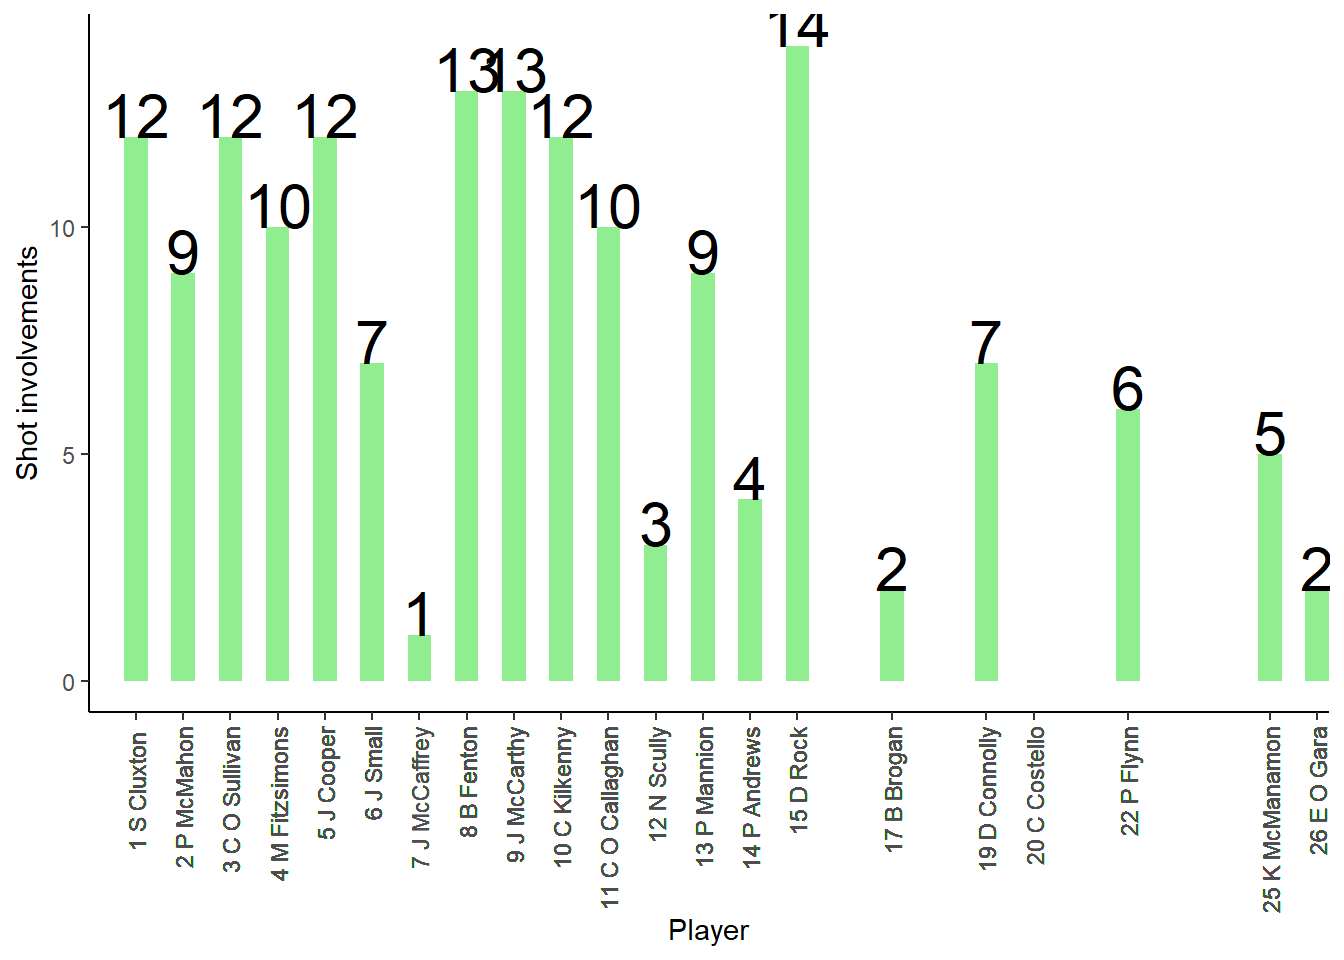 14
13 13
12 12 12 12
10 10
9 9
7 7
6
5
4
3
2 2
1
10
5
0
Shot involvements
1 S Cluxton
2 P McMahon
3 C O Sullivan
4 M Fitzsimons
5 J Cooper
6 J Small
7 J McCaffrey
8 B Fenton
9 J McCarthy
10 C Kilkenny
11 C O Callaghan
12 N Scully
13 P Mannion
14 P Andrews
15 D Rock
17 B Brogan
19 D Connolly
20 C Costello
22 P Flynn
25 K McManamon
26 E O Gara
Player